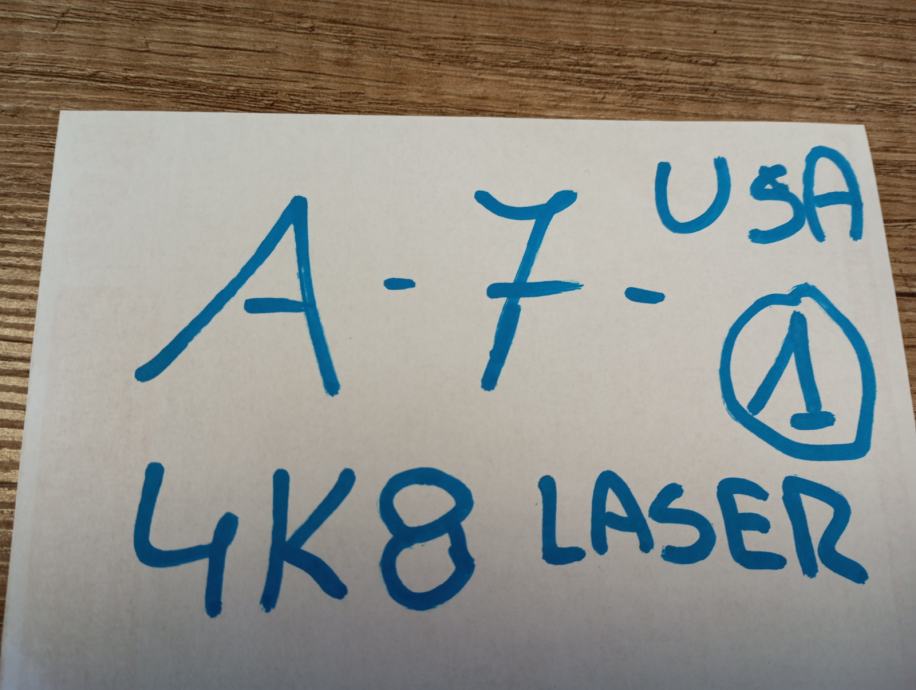 A-7- USA
1
4K8 LASER